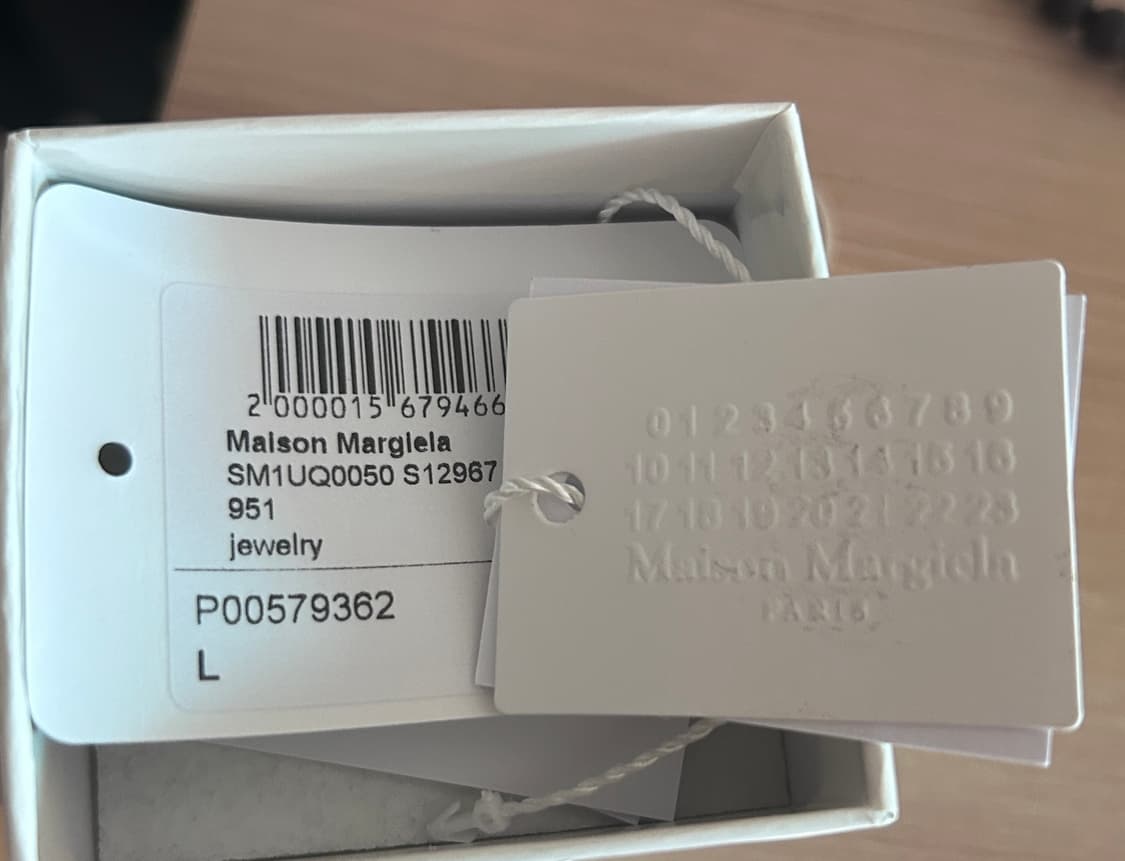 2 000015 679466
Maison Margiela
SM1UQ0050 S12967
951
jewelry
P00579362
L
0 1 2 3 4 5 6 7 8 9
10 11 12 13 14 15 16
17 18 19 20 21 22 23
Maison Margiela
PARIS